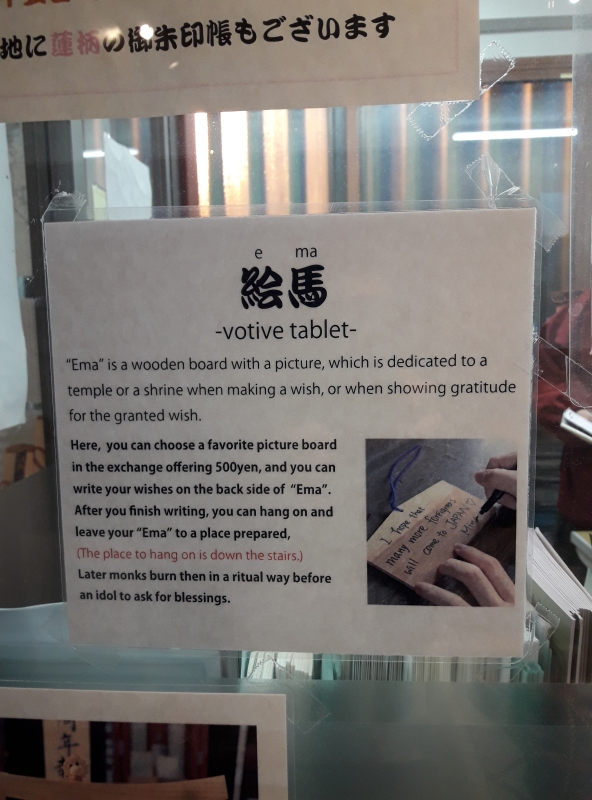 地に蓮柄の御朱印帳もございます
e ma
絵馬
-votive tablet-
“Ema” is a wooden board with a picture, which is dedicated to a
temple or a shrine when making a wish, or when showing gratitude
for the granted wish.
Here, you can choose a favorite picture board
in the exchange offering 500yen, and you can
write your wishes on the back side of “Ema”.
After you finish writing, you can hang on and
leave your “Ema” to a place prepared,
(The place to hang on is down the stairs.)
Later monks burn then in a ritual way before
an idol to ask for blessings.
I hope that
many more foreigners
will come to JAPAN♡